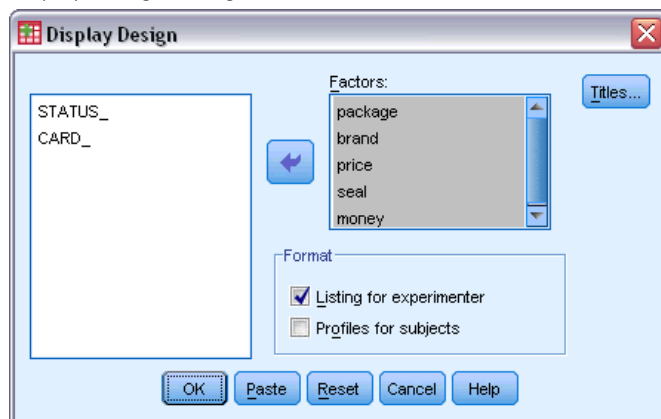 Display Design
STATUS_
CARD_
Factors:
package
brand
price
seal
money
Titles...
Format
Listing for experimenter
Profiles for subjects
OK
Paste
Reset
Cancel
Help